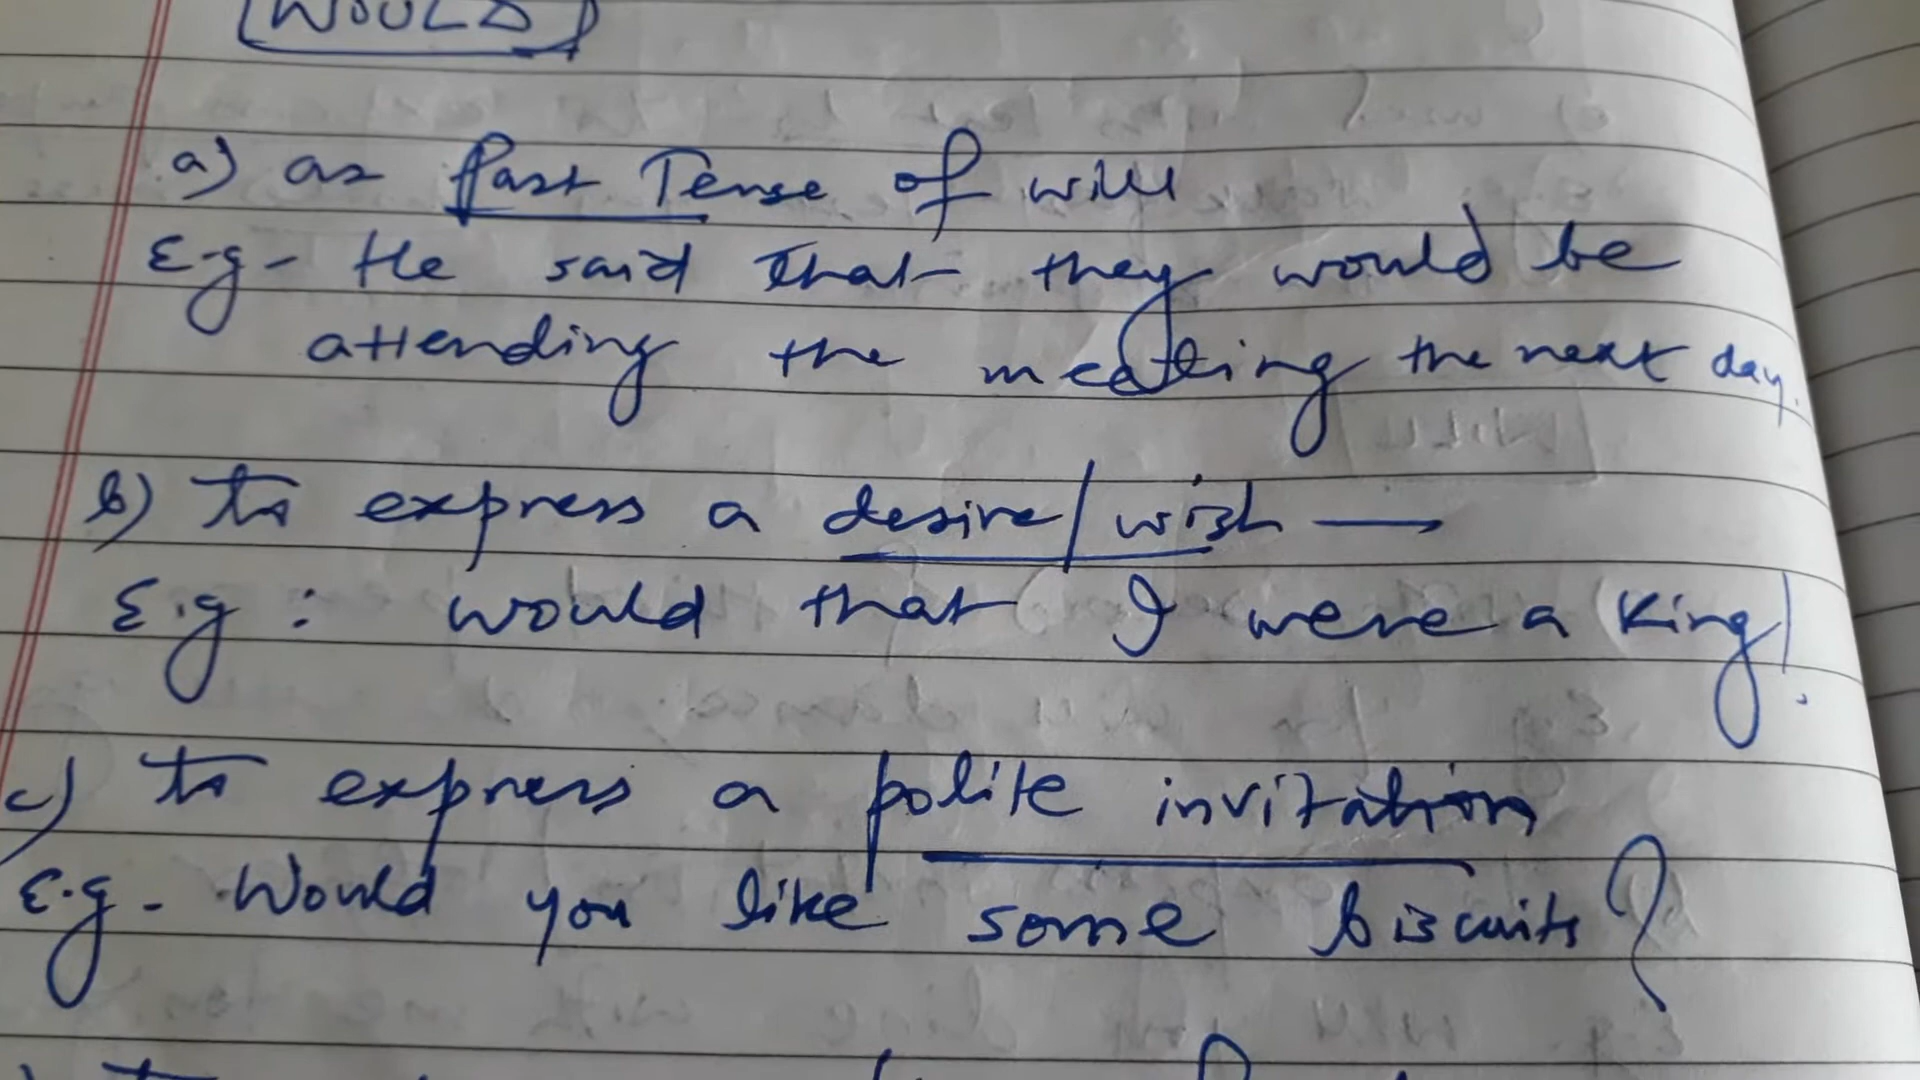 WOULD
a) as Past Tense of will
E.g - He said that they would be
attending the meeting the next day.
b) to express a desire/wish →
E.g : would that I were a King!
c) to express a polite invitation
E.g - Would you like some biscuits?